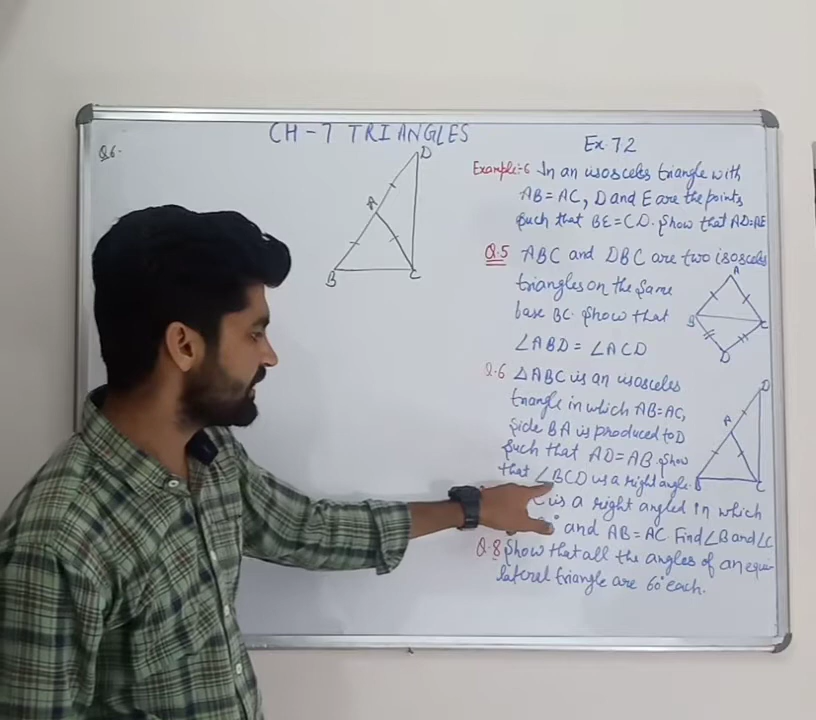 CH-7 TRIANGLES
Ex 7.2
Q.6.
D
A
B
C
Example:-6 In an isosceles triangle with
AB=AC, D and E are the points
such that BE=CD. Show that AD=AE
Q.5 ABC and DBC are two isosceles
triangles on the same
base BC. Show that
∠ABD = ∠ACD
A
B
C
D
Q.6 △ABC is an isosceles
triangle in which AB=AC,
side BA is produced to D
such that AD=AB. Show
that ∠BCD is a right angle.
D
A
B
C
C is a right angled in which
° and AB = AC Find ∠B and ∠C
Q.8 Show that all the angles of an equi-
lateral triangle are 60° each.